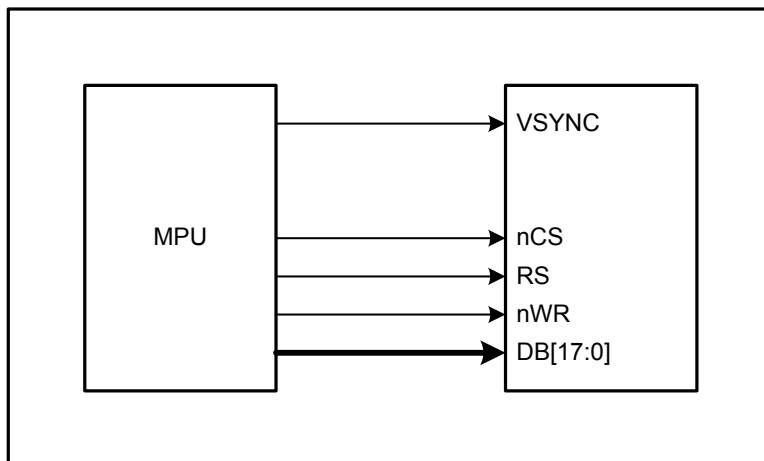 VSYNC
MPU
nCS
RS
nWR
DB[17:0]